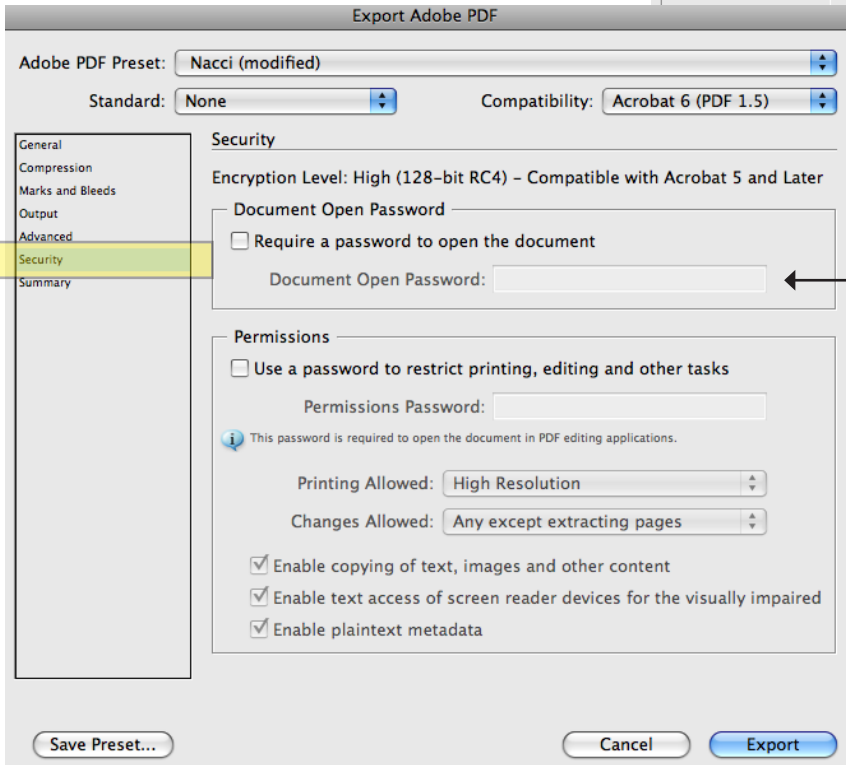 Export Adobe PDF
Adobe PDF Preset: Nacci (modified)
Standard: None Compatibility: Acrobat 6 (PDF 1.5)
General
Compression
Marks and Bleeds
Output
Advanced
Security
Summary
Security
Encryption Level: High (128-bit RC4) – Compatible with Acrobat 5 and Later
Document Open Password
Require a password to open the document
Document Open Password:
Permissions
Use a password to restrict printing, editing and other tasks
Permissions Password:
This password is required to open the document in PDF editing applications.
Printing Allowed: High Resolution
Changes Allowed: Any except extracting pages
Enable copying of text, images and other content
Enable text access of screen reader devices for the visually impaired
Enable plaintext metadata
Save Preset... Cancel Export